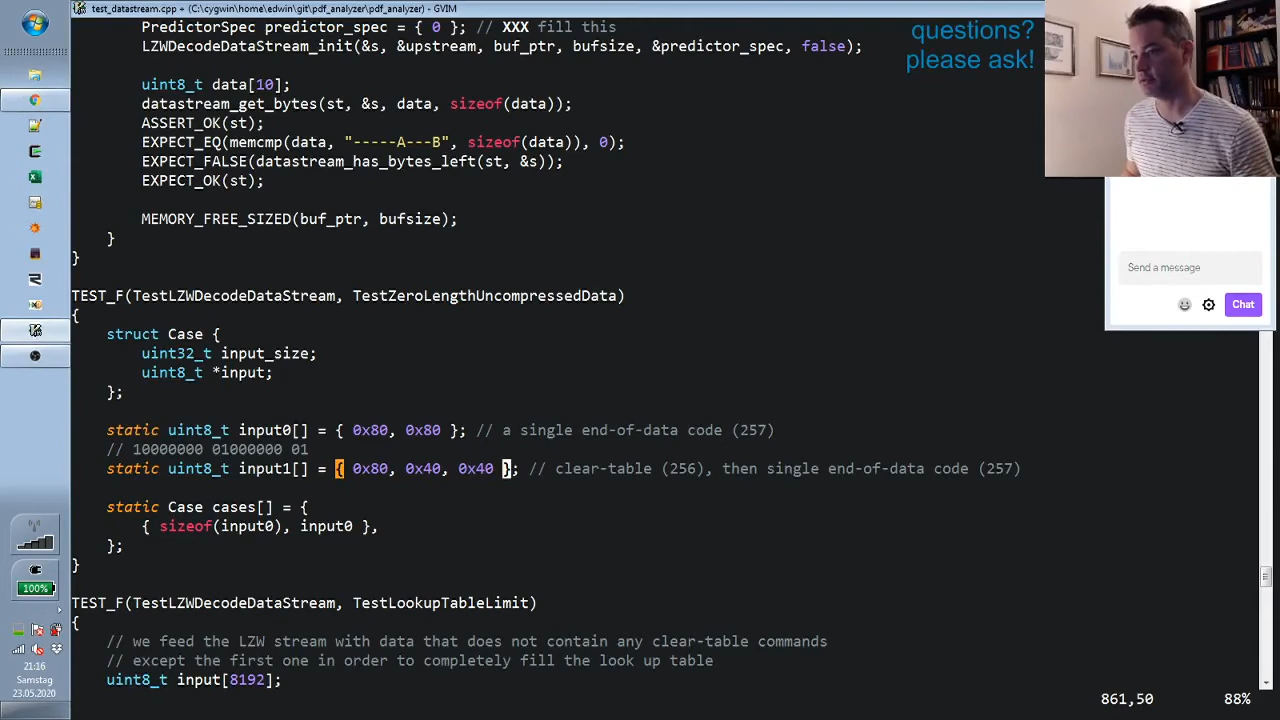 test_datastream.cpp + (C:\cygwin\home\edwin\git\pdf_analyzer\pdf_analyzer) - GVIM
PredictorSpec predictor_spec = { 0 }; // XXX fill this
LZWDecodeDataStream_init(&s, &upstream, buf_ptr, bufsize, &predictor_spec, false);
questions?
please ask!
uint8_t data[10];
datastream_get_bytes(st, &s, data, sizeof(data));
ASSERT_OK(st);
EXPECT_EQ(memcmp(data, "-----A---B", sizeof(data)), 0);
EXPECT_FALSE(datastream_has_bytes_left(st, &s));
EXPECT_OK(st);
MEMORY_FREE_SIZED(buf_ptr, bufsize);
}
}
Send a message
Chat
TEST_F(TestLZWDecodeDataStream, TestZeroLengthUncompressedData)
{
struct Case {
uint32_t input_size;
uint8_t *input;
};
static uint8_t input0[] = { 0x80, 0x80 }; // a single end-of-data code (257)
// 10000000 01000000 01
static uint8_t input1[] = { 0x80, 0x40, 0x40 }; // clear-table (256), then single end-of-data code (257)
static Case cases[] = {
{ sizeof(input0), input0 },
};
}
TEST_F(TestLZWDecodeDataStream, TestLookupTableLimit)
{
// we feed the LZW stream with data that does not contain any clear-table commands
// except the first one in order to completely fill the look up table
uint8_t input[8192];
100%
21:16
Samstag
23.05.2020
861,50
88%